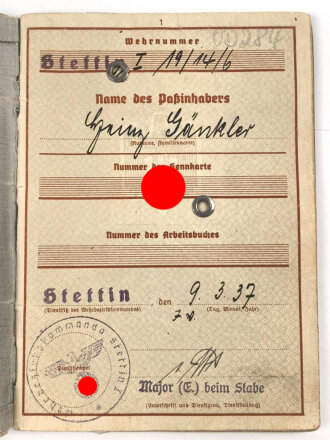 1
00284
Wehrnummer
Stettin I 19/14/6
Name des Paßinhabers
Heinz Gänkler
(Rufname, Familienname)
Nummer der Kennkarte
Nummer des Arbeitsbuches
Stettin, den 9. 3. 37
(Dienstsitz des Wehrbezirkskommandos) (Tag, Monat, Jahr)
Wehrbezirkskommando Stettin I
(Dienststempel)
Major (E.) beim Stabe
(Unterschrift und Dienstgrad, Dienststellung)